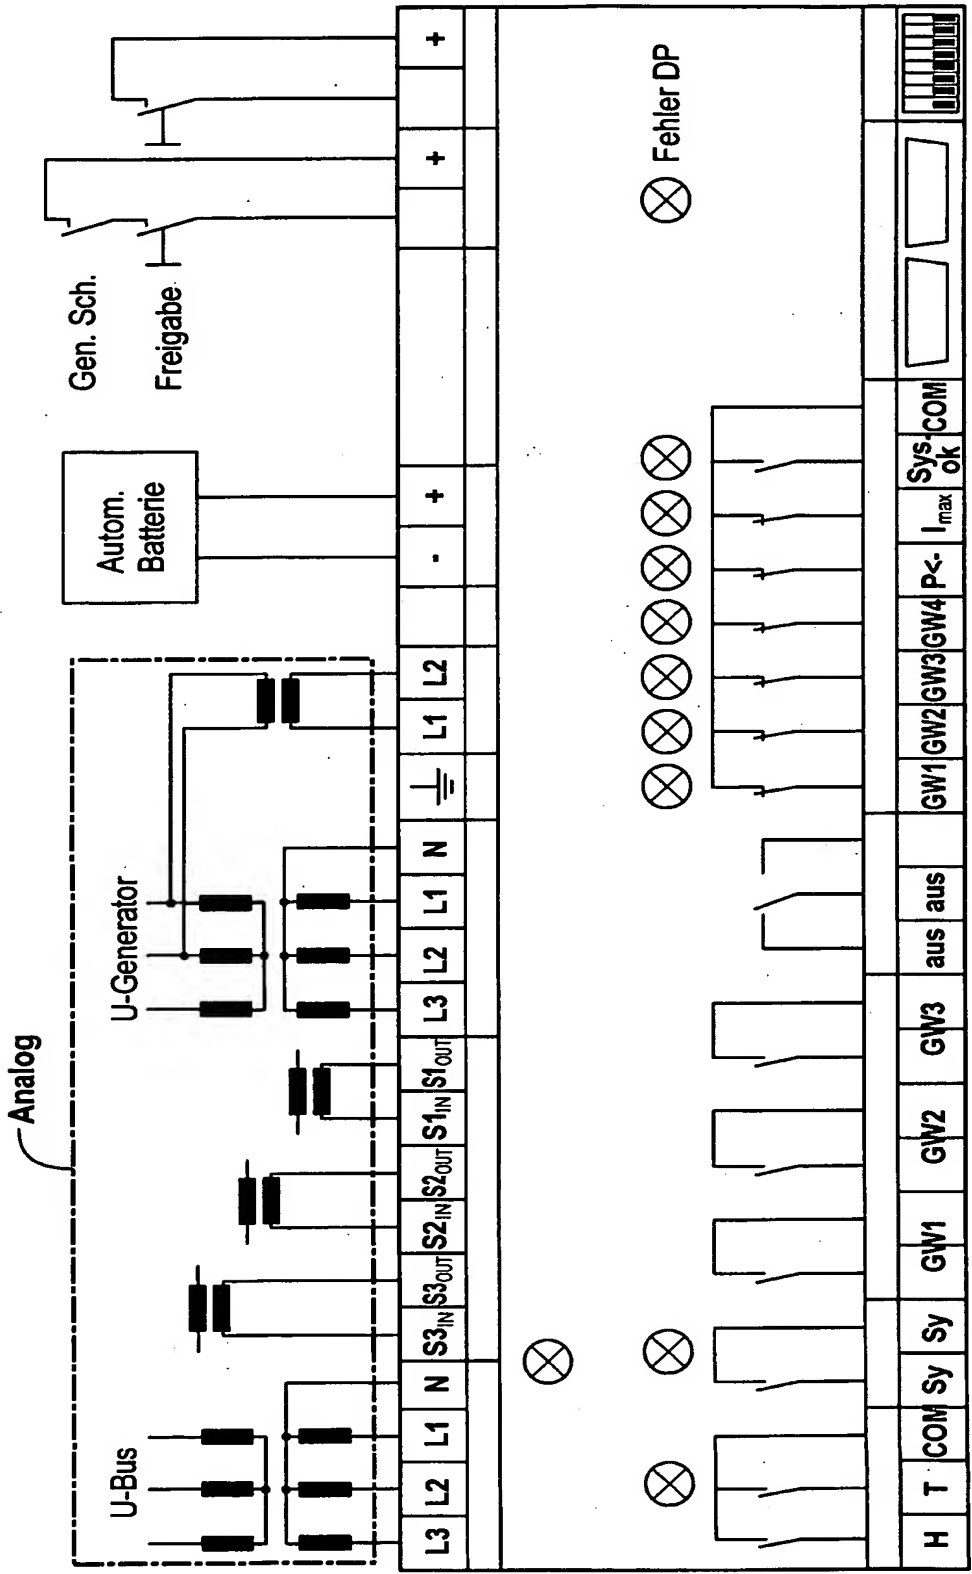 Analog
U-Bus
U-Generator
Autom.
Batterie
Gen. Sch.
Freigabe
L3 L2 L1 N S3IN S3OUT S2IN S2OUT S1IN S1OUT L3 L2 L1 N L1 L2 - + + +
Fehler DP
H T COM Sy Sy GW1 GW2 GW3 aus aus GW1 GW2 GW3 GW4 P<- Imax Sys. ok COM